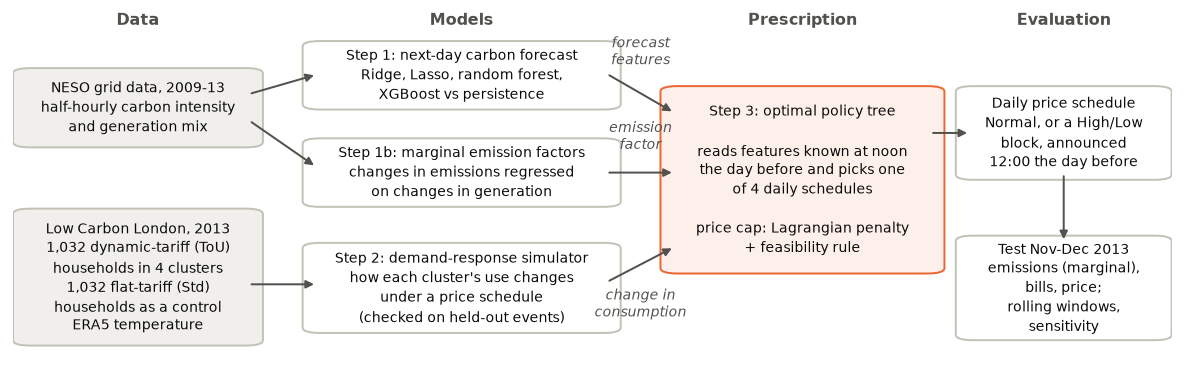 Data
Models
Prescription
Evaluation
NESO grid data, 2009-13
half-hourly carbon intensity
and generation mix
Low Carbon London, 2013
1,032 dynamic-tariff (ToU)
households in 4 clusters
1,032 flat-tariff (Std)
households as a control
ERA5 temperature
Step 1: next-day carbon forecast
Ridge, Lasso, random forest,
XGBoost vs persistence
Step 1b: marginal emission factors
changes in emissions regressed
on changes in generation
Step 2: demand-response simulator
how each cluster's use changes
under a price schedule
(checked on held-out events)
forecast
features
emission
factor
change in
consumption
Step 3: optimal policy tree
reads features known at noon
the day before and picks one
of 4 daily schedules
price cap: Lagrangian penalty
+ feasibility rule
Daily price schedule
Normal, or a High/Low
block, announced
12:00 the day before
Test Nov-Dec 2013
emissions (marginal),
bills, price;
rolling windows,
sensitivity